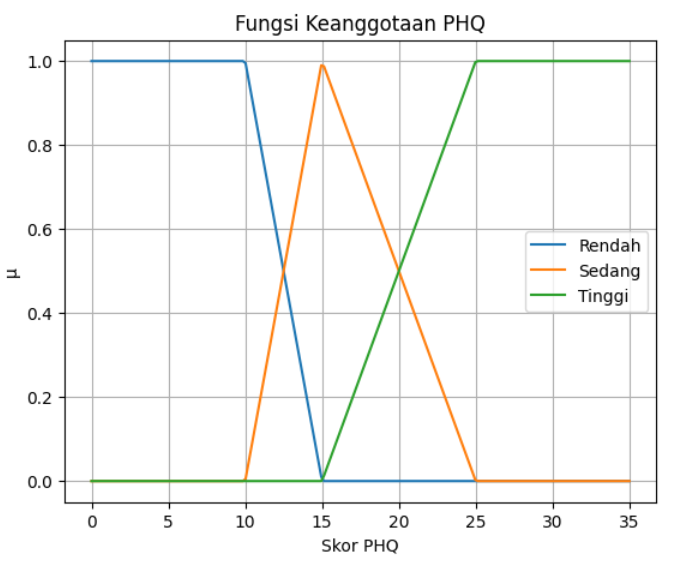 Fungsi Keanggotaan PHQ
1.0
0.8
0.6
0.4
0.2
0.0
μ
Rendah
Sedang
Tinggi
0 5 10 15 20 25 30 35
Skor PHQ